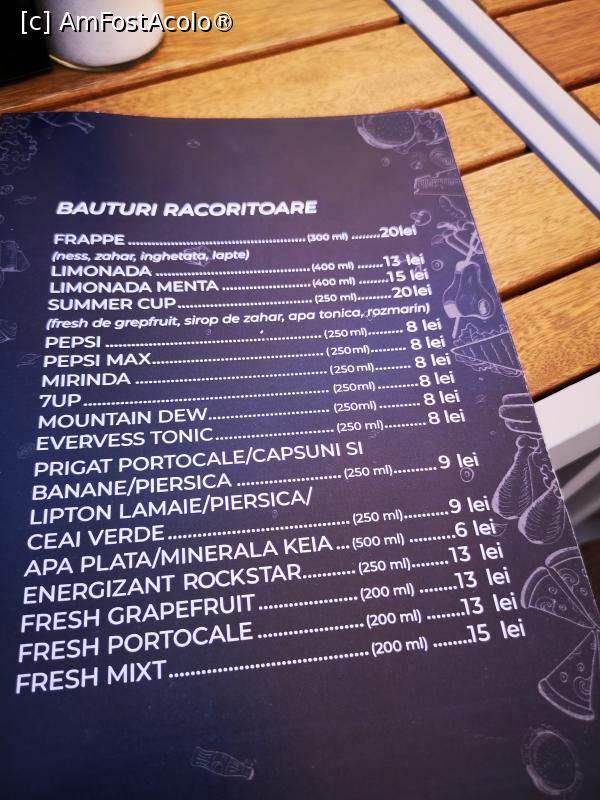 [c] AmFostAcolo®
BAUTURI RACORITOARE
FRAPPE (300 ml) 20lei
(ness, zahar, inghetata, lapte)
LIMONADA (400 ml) 13 lei
LIMONADA MENTA (400 ml) 15 lei
SUMMER CUP (250 ml) 20 lei
(fresh de grepfruit, sirop de zahar, apa tonica, rozmarin)
PEPSI (250 ml) 8 lei
PEPSI MAX (250 ml) 8 lei
MIRINDA (250 ml) 8 lei
7UP (250ml) 8 lei
MOUNTAIN DEW (250ml) 8 lei
EVERVESS TONIC (250 ml) 8 lei
PRIGAT PORTOCALE/CAPSUNI SI
BANANE/PIERSICA (250 ml) 9 lei
LIPTON LAMAIE/PIERSICA/
CEAI VERDE (250 ml) 9 lei
APA PLATA/MINERALA KEIA (500 ml) 6 lei
ENERGIZANT ROCKSTAR (250 ml) 13 lei
FRESH GRAPEFRUIT (200 ml) 13 lei
FRESH PORTOCALE (200 ml) 13 lei
FRESH MIXT (200 ml) 15 lei